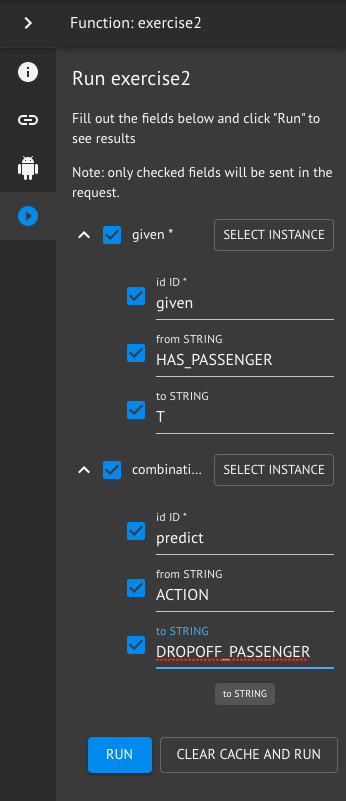 Function: exercise2
Run exercise2
Fill out the fields below and click "Run" to
see results
Note: only checked fields will be sent in the
request.
given *
SELECT INSTANCE
id ID *
given
from STRING
HAS_PASSENGER
to STRING
T
combinati...
SELECT INSTANCE
id ID *
predict
from STRING
ACTION
to STRING
DROPOFF_PASSENGER
to STRING
RUN
CLEAR CACHE AND RUN